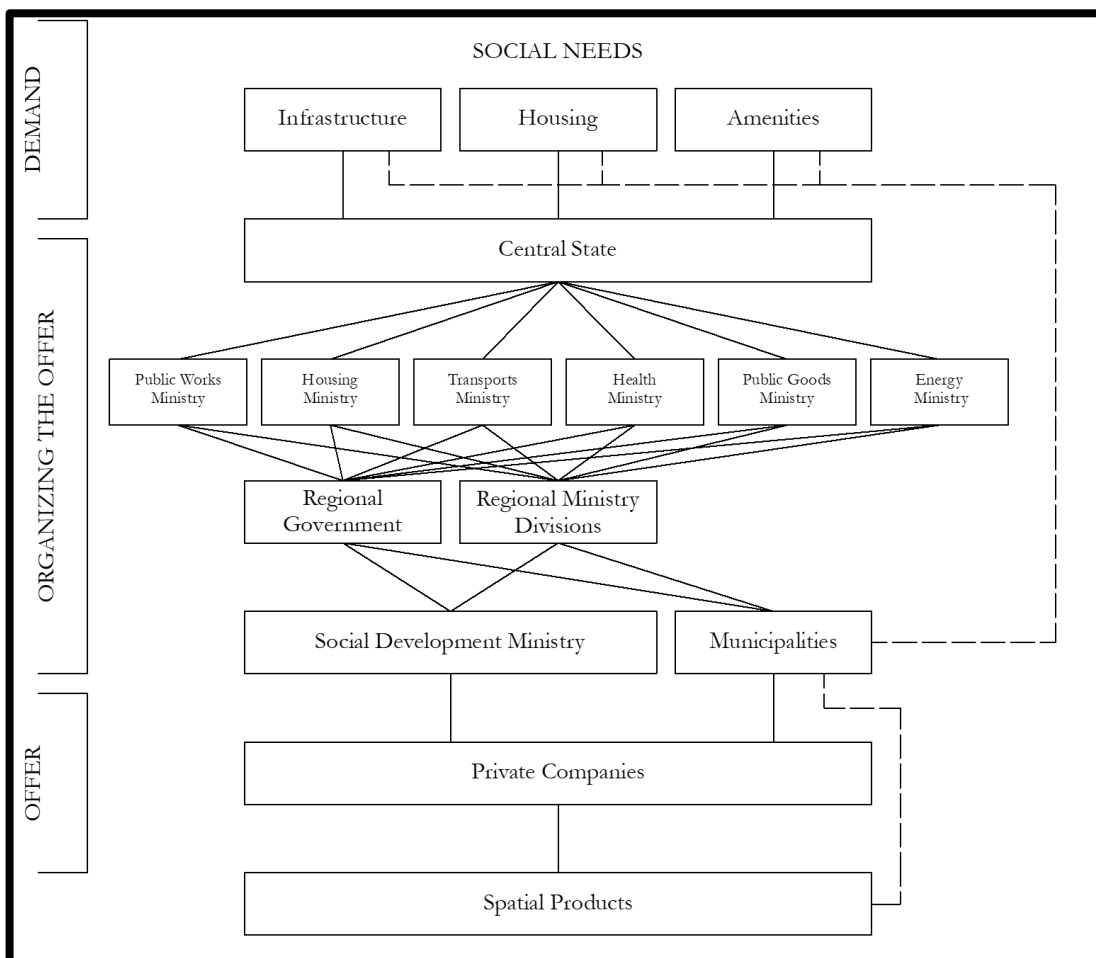 SOCIAL NEEDS
DEMAND
Infrastructure
Housing
Amenities
Central State
ORGANIZING THE OFFER
Public Works
Ministry
Housing
Ministry
Transports
Ministry
Health
Ministry
Public Goods
Ministry
Energy
Ministry
Regional
Government
Regional Ministry
Divisions
Social Development Ministry
Municipalities
OFFER
Private Companies
Spatial Products